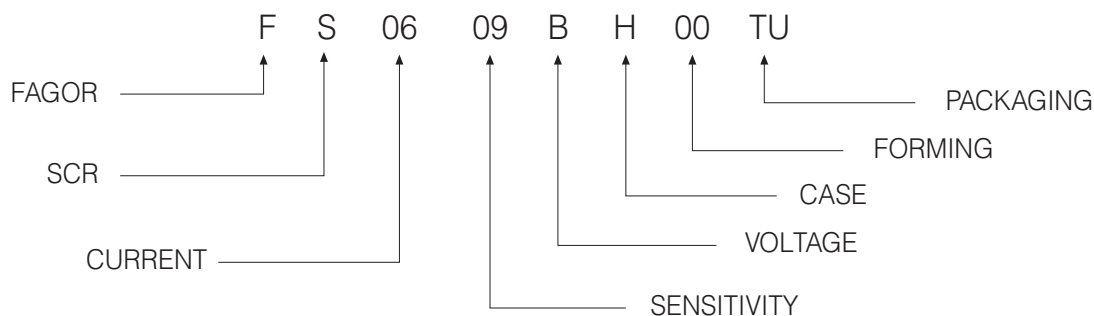 F S 06 09 B H 00 TU
FAGOR
PACKAGING
FORMING
SCR
CASE
VOLTAGE
CURRENT
SENSITIVITY